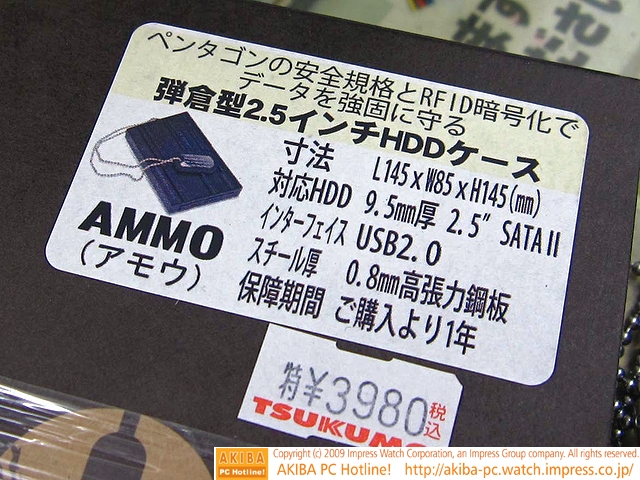 ペンタゴンの安全規格とRFID暗号化で
データを強固に守る
弾倉型2.5インチHDDケース
寸法 L145xW85xH145(mm)
対応HDD 9.5mm厚 2.5" SATAII
インターフェイス USB2.0
スチール厚 0.8mm高張力鋼板
保障期間 ご購入より1年
AMMO
(アモウ)
特価¥3980税込
TSUKUMO
AKIBA
PC Hotline!
Copyright (c) 2009 Impress Watch Corporation, an Impress Group company. All rights reserved.
AKIBA PC Hotline! http://akiba-pc.watch.impress.co.jp/